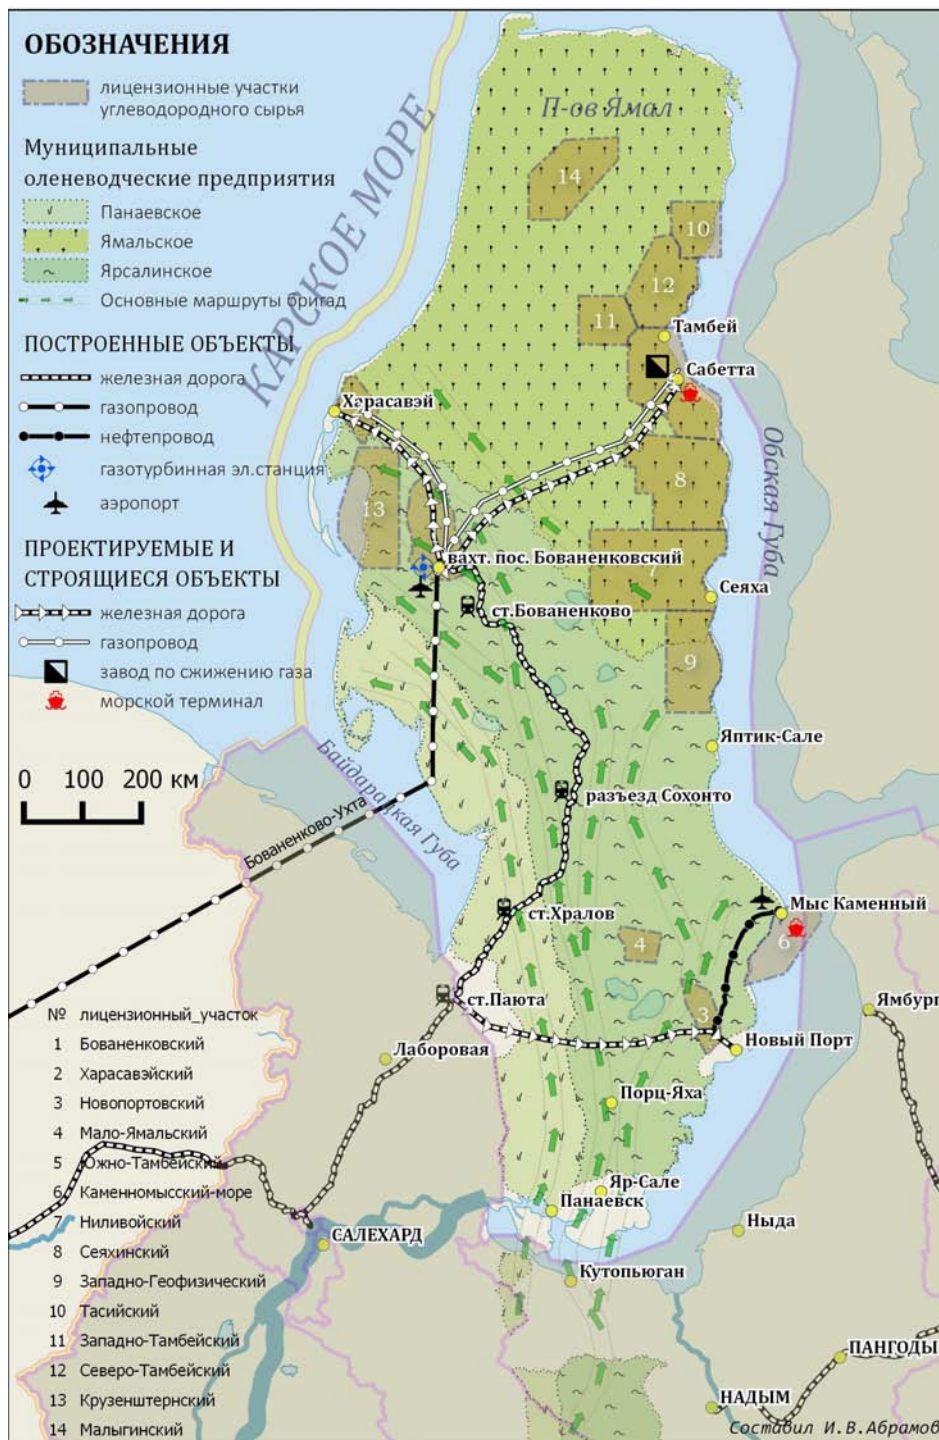 ОБОЗНАЧЕНИЯ
лицензионные участки
углеводородного сырья
Муниципальные
оленеводческие предприятия
Панаевское
Ямальское
Ярсалинское
Основные маршруты бригад
ПОСТРОЕННЫЕ ОБЪЕКТЫ
железная дорога
газопровод
нефтепровод
газотурбинная эл.станция
аэропорт
ПРОЕКТИРУЕМЫЕ И
СТРОЯЩИЕСЯ ОБЪЕКТЫ
железная дорога
газопровод
завод по сжижению газа
морской терминал
0 100 200 км
КАРСКОЕ МОРЕ
П-ов Ямал
14
10
12
11
Тамбей
Сабетта
Харасавэй
Обская Губа
8
13
вахт. пос. Бованенковский
7
Сеяха
ст.Бованенково
9
Яптик-Сале
Байдарацкая Губа
разъезд Сохонто
Бованенково-Ухта
Мыс Каменный
ст.Хралов
6
4
ст.Паюта
3
Ямбург
Новый Порт
Лаборовая
Порц-Яха
Яр-Сале
Панаевск
Ныда
САЛЕХАРД
Кутопьюган
ПАНГОДЫ
НАДЫМ
№ лицензионный_участок
1 Бованенковский
2 Харасавэйский
3 Новопортовский
4 Мало-Ямальский
5 Южно-Тамбейский
6 Каменномысский-море
7 Ниливойский
8 Сеяхинский
9 Западно-Геофизический
10 Тасийский
11 Западно-Тамбейский
12 Северо-Тамбейский
13 Крузенштернский
14 Малыгинский
Составил И.В.Абрамов